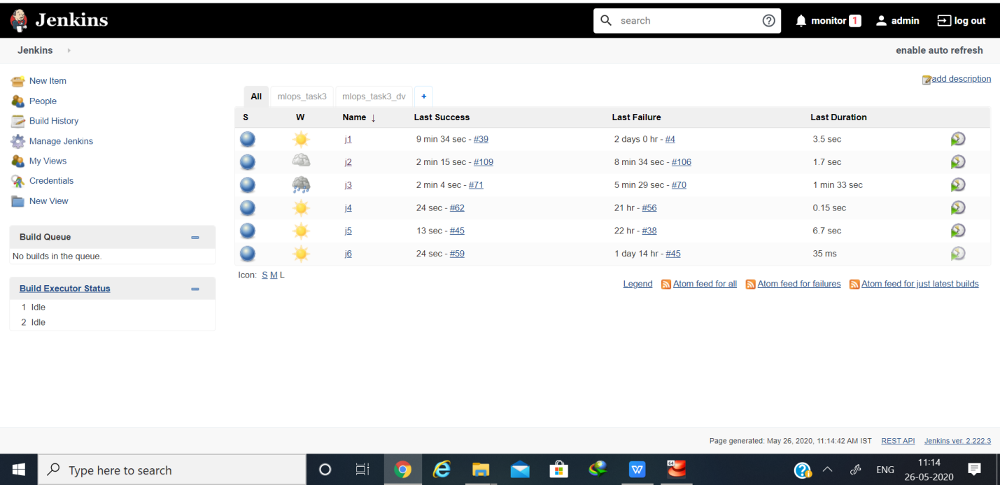 Jenkins
search
monitor 1
admin
log out
Jenkins
enable auto refresh
New Item
People
Build History
Manage Jenkins
My Views
Credentials
New View
Build Queue
No builds in the queue.
Build Executor Status
1 Idle
2 Idle
add description
All mlops_task3 mlops_task3_dv +
S W Name ↓ Last Success Last Failure Last Duration
j1 9 min 34 sec - #39 2 days 0 hr - #4 3.5 sec
j2 2 min 15 sec - #109 8 min 34 sec - #106 1.7 sec
j3 2 min 4 sec - #71 5 min 29 sec - #70 1 min 33 sec
j4 24 sec - #62 21 hr - #56 0.15 sec
j5 13 sec - #45 22 hr - #38 6.7 sec
j6 24 sec - #59 1 day 14 hr - #45 35 ms
Icon: S M L
Legend Atom feed for all Atom feed for failures Atom feed for just latest builds
Page generated: May 26, 2020, 11:14:42 AM IST REST API Jenkins ver. 2.222.3
Type here to search
64
W
ENG
11:14
26-05-2020